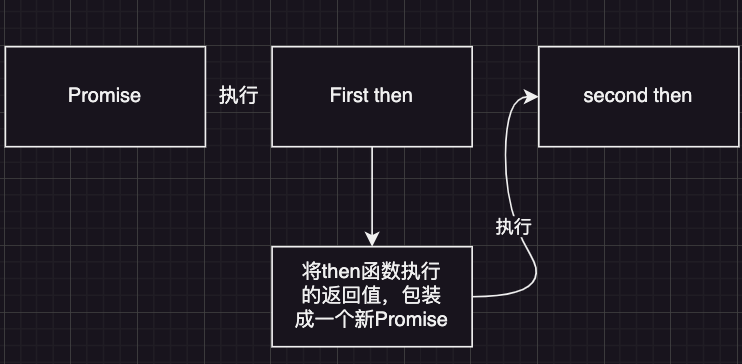 Promise
执行
First then
second then
执行
将then函数执行
的返回值，包装
成一个新Promise